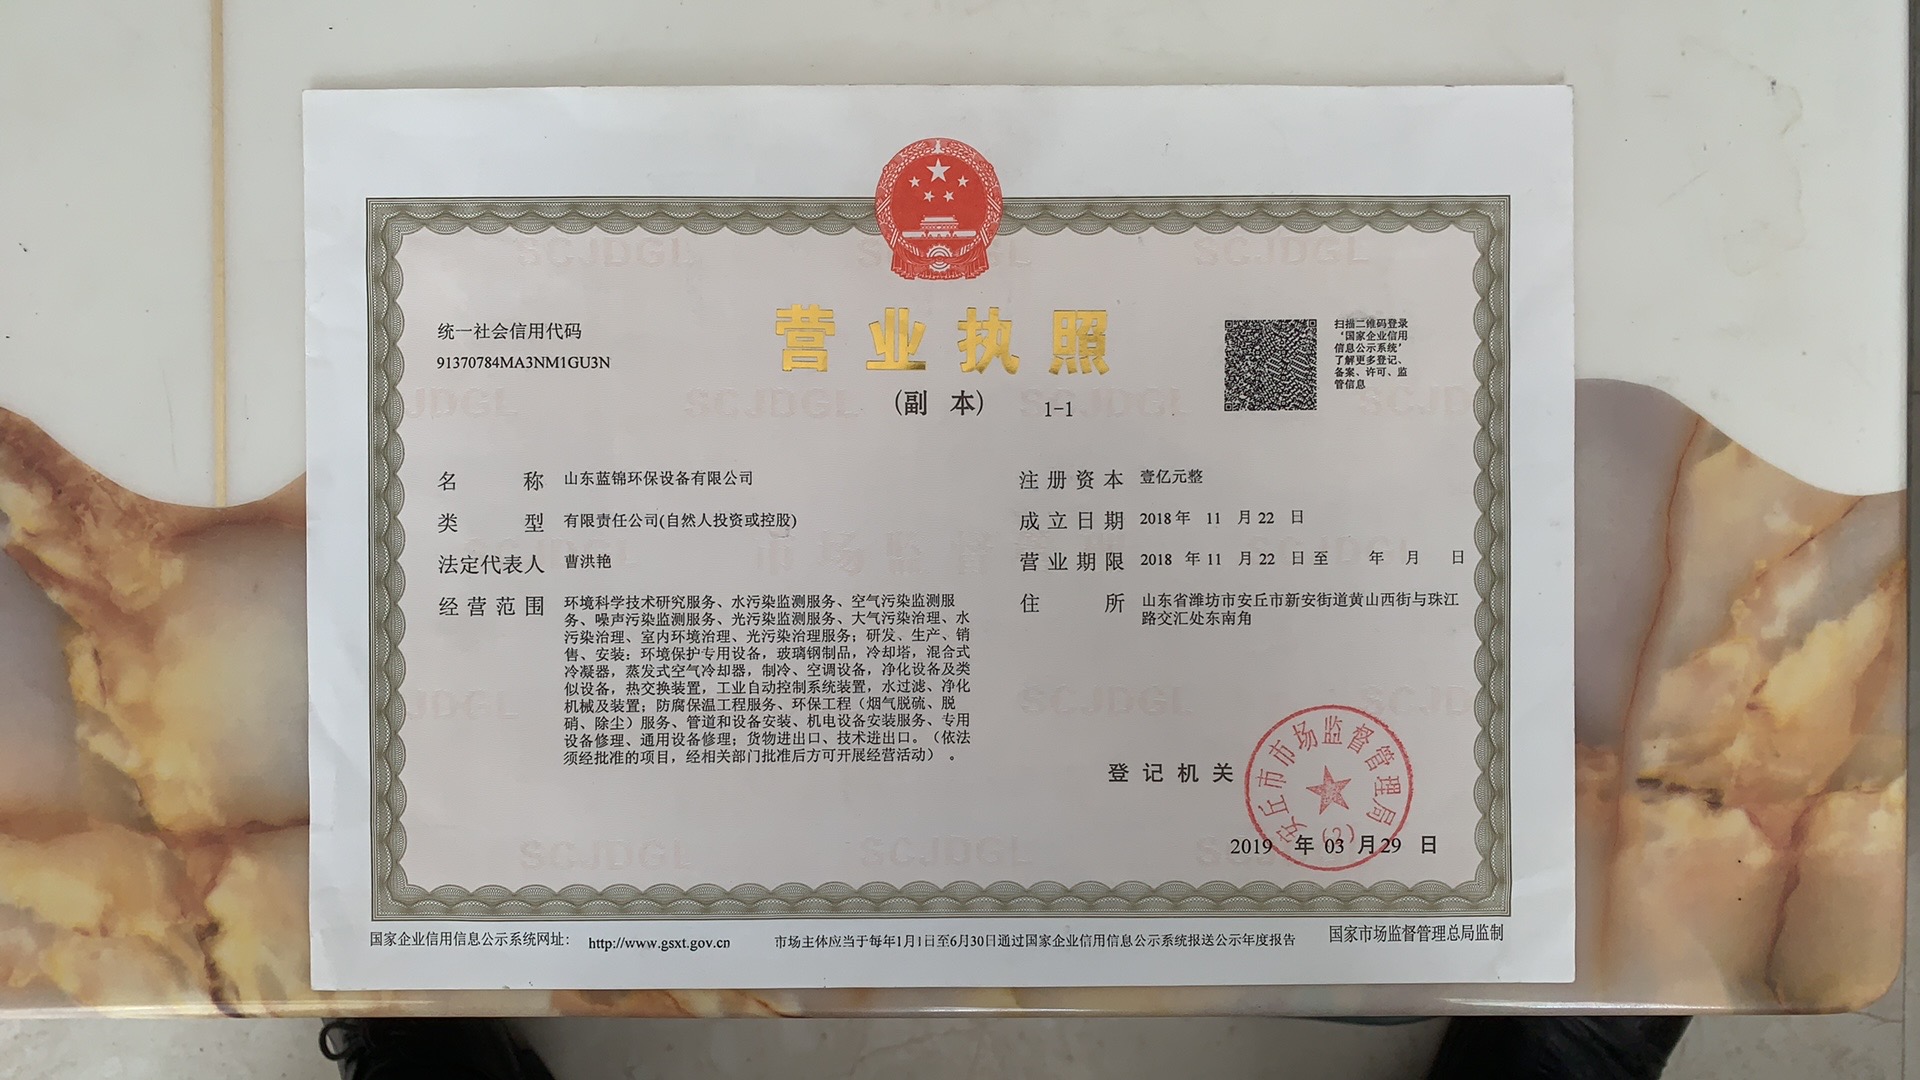 统一社会信用代码
91370784MA3NM1GU3N
营业执照
(副 本)
1-1
扫描二维码登录
‘国家企业信用
信息公示系统’
了解更多登记、
备案、许可、监
管信息
名 称 山东蓝锦环保设备有限公司
类 型 有限责任公司(自然人投资或控股)
法定代表人 曹洪艳
经营范围 环境科学技术研究服务、水污染监测服务、空气污染监测服
务、噪声污染监测服务、光污染监测服务、大气污染治理、水
污染治理、室内环境治理、光污染治理服务；研发、生产、销
售、安装：环境保护专用设备，玻璃钢制品，冷却塔，混合式
冷凝器，蒸发式空气冷却器，制冷、空调设备，净化设备及类
似设备，热交换装置，工业自动控制系统装置，水过滤、净化
机械及装置；防腐保温工程服务、环保工程（烟气脱硫、脱
硝、除尘）服务、管道和设备安装、机电设备安装服务、专用
设备修理、通用设备修理；货物进出口、技术进出口。（依法
须经批准的项目，经相关部门批准后方可开展经营活动）。
注册资本 壹亿元整
成立日期 2018 年 11 月 22 日
营业期限 2018 年 11 月 22 日 至 年 月 日
住 所 山东省潍坊市安丘市新安街道黄山西街与珠江
路交汇处东南角
登记机关
安丘市市场监督管理局
(2)
2019 年 03 月 29 日
国家企业信用信息公示系统网址： http://www.gsxt.gov.cn
市场主体应当于每年1月1日至6月30日通过国家企业信用信息公示系统报送公示年度报告
国家市场监督管理总局监制
SCJDGL